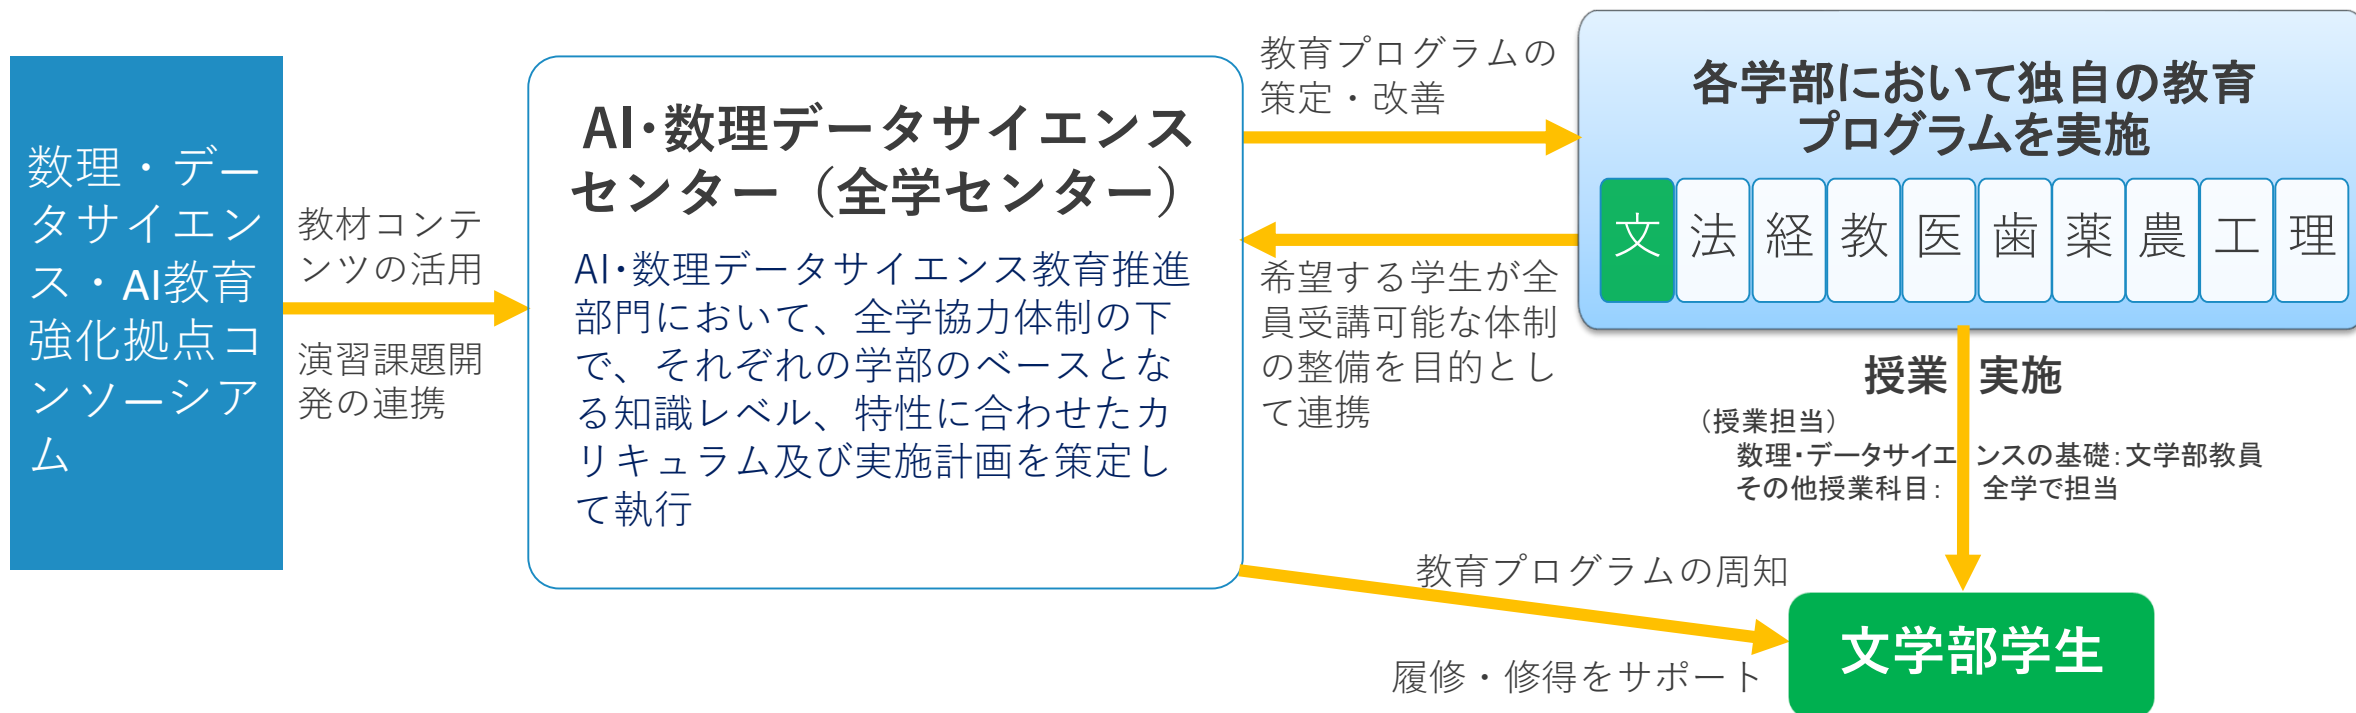 数理・デー
タサイエン
ス・AI教育
強化拠点コ
ンソーシア
ム
教材コンテ
ンツの活用
演習課題開
発の連携
AI・数理データサイエンス
センター（全学センター）
AI・数理データサイエンス教育推進
部門において、全学協力体制の下
で、それぞれの学部のベースとな
る知識レベル、特性に合わせたカ
リキュラム及び実施計画を策定し
て執行
教育プログラムの
策定・改善
希望する学生が全
員受講可能な体制
の整備を目的とし
て連携
各学部において独自の教育
プログラムを実施
文 法 経 教 医 歯 薬 農 工 理
授業 実施
（授業担当）
数理・データサイエンスの基礎：文学部教員
その他授業科目： 全学で担当
教育プログラムの周知
履修・修得をサポート
文学部学生